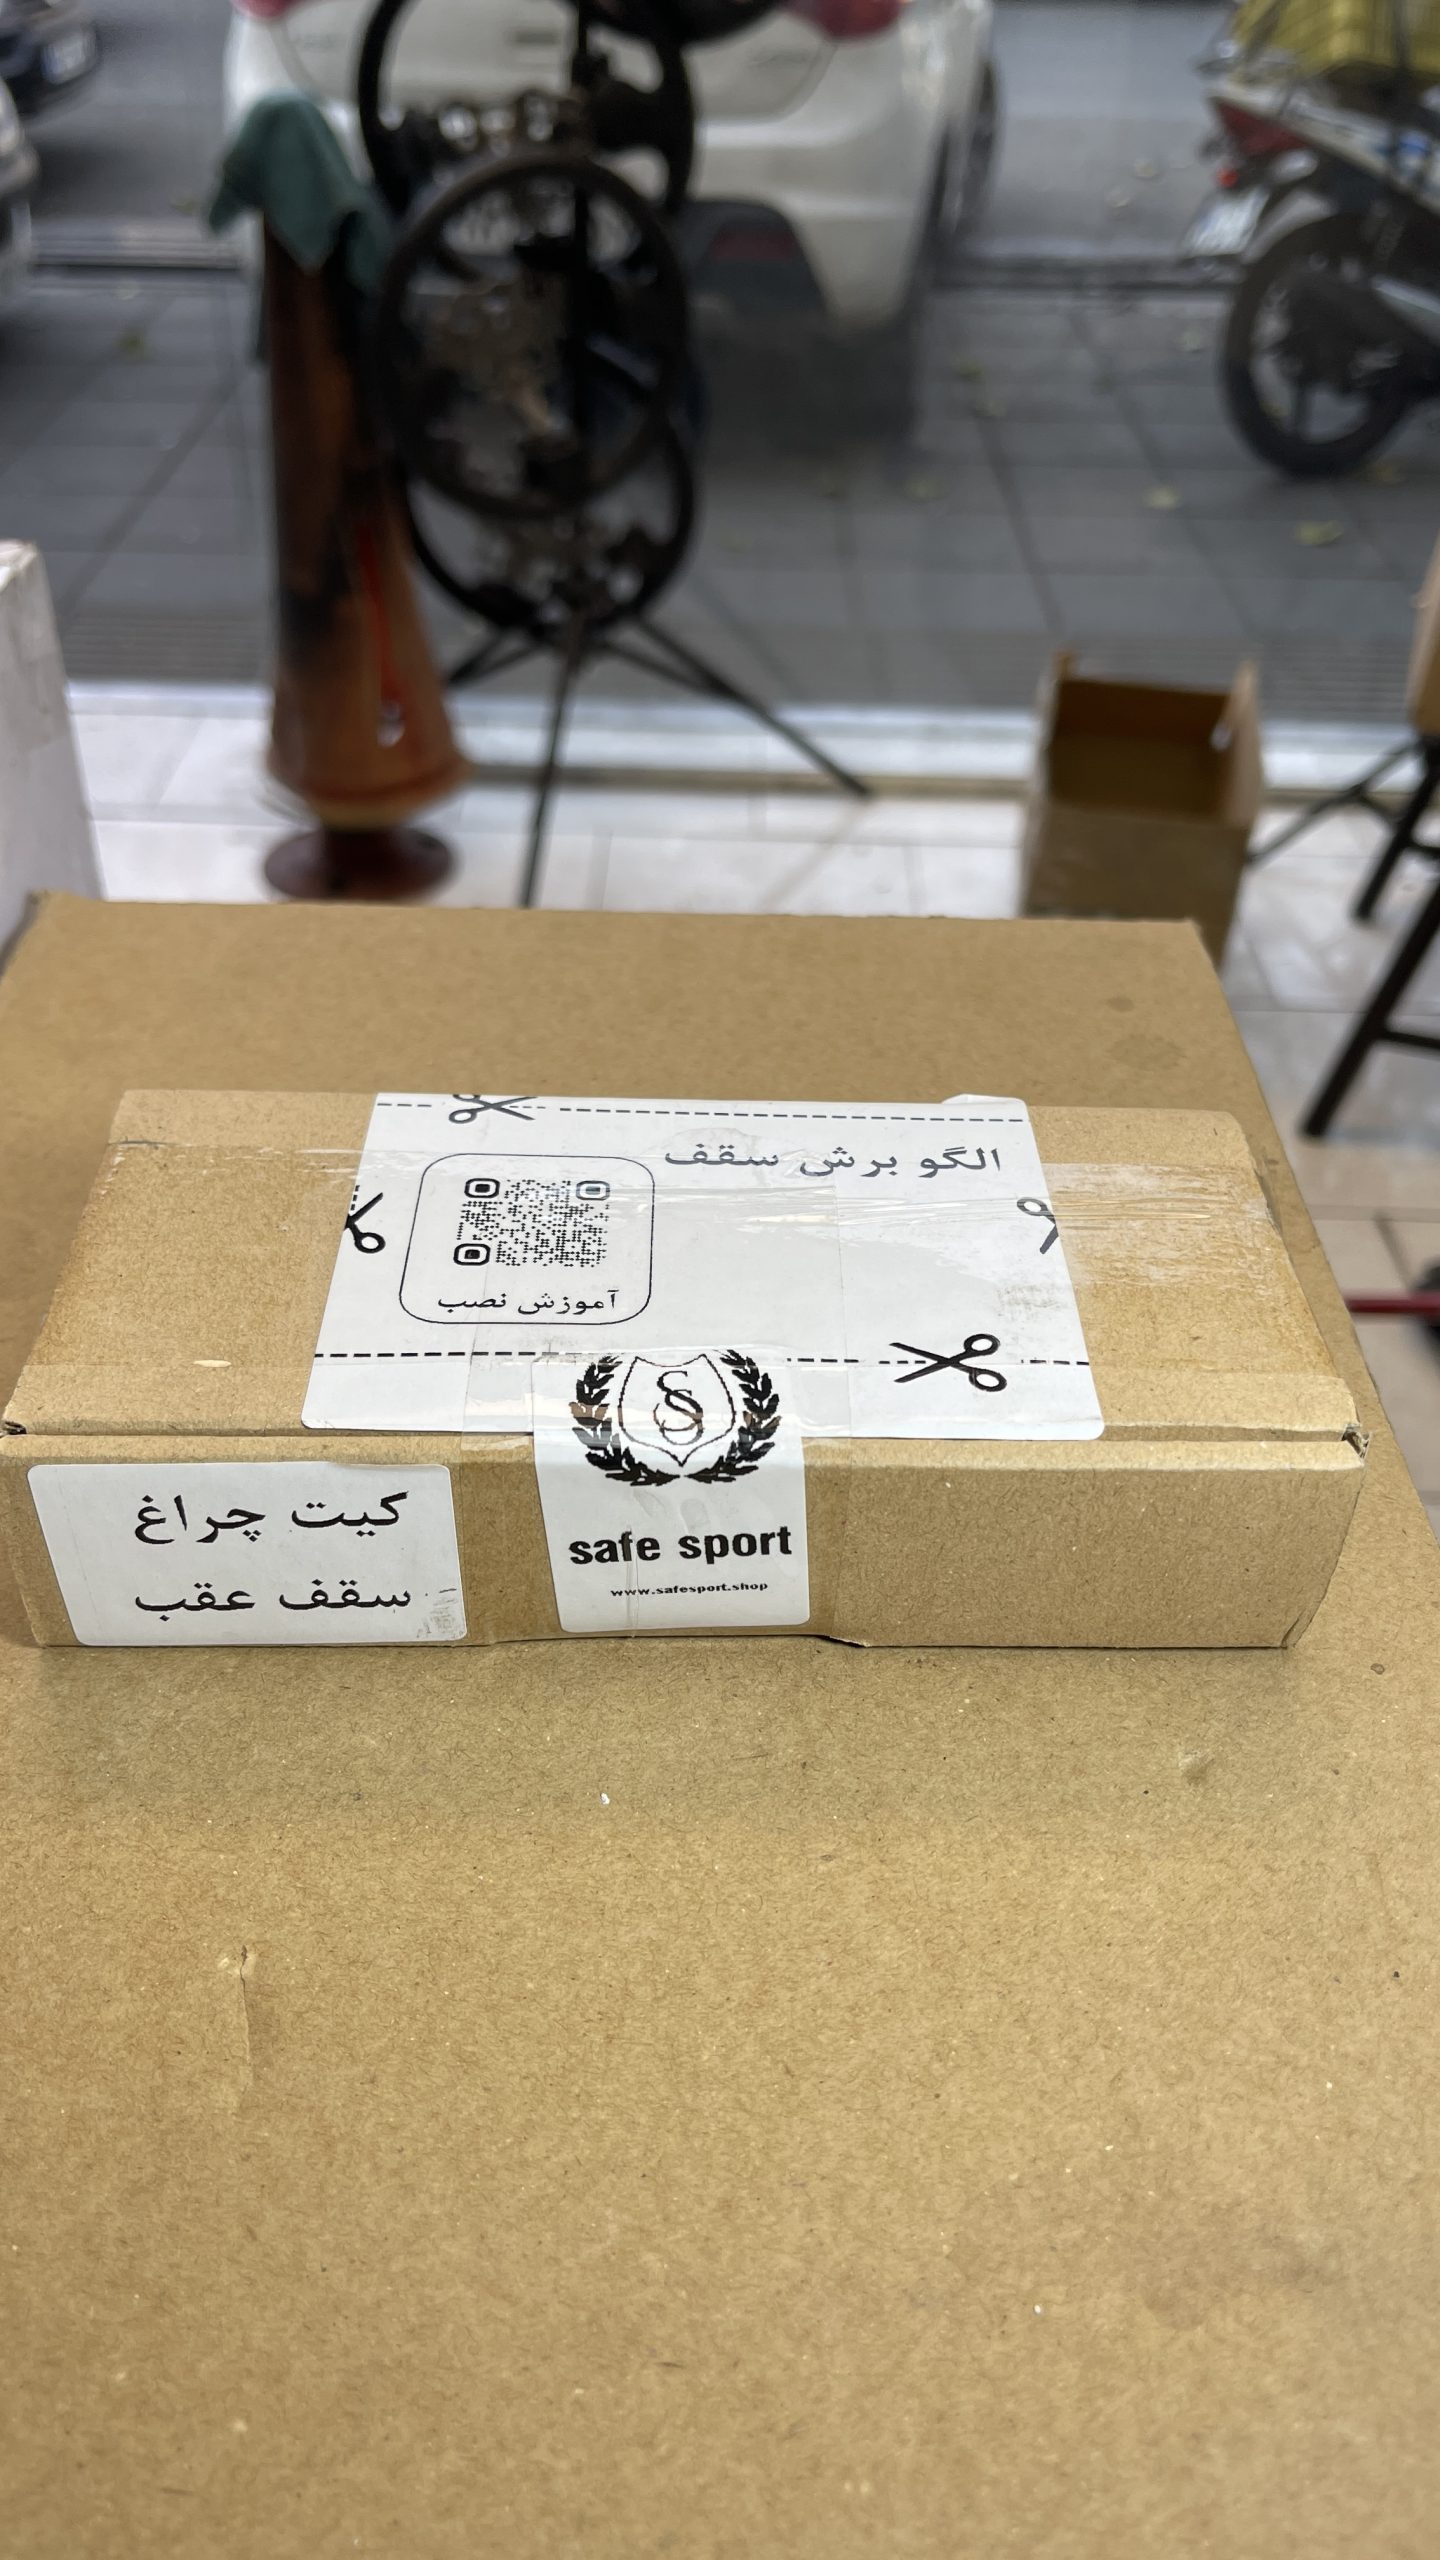 الگو برش سقف
آموزش نصب
کیت چراغ
سقف عقب
safe sport
www.safesport.shop